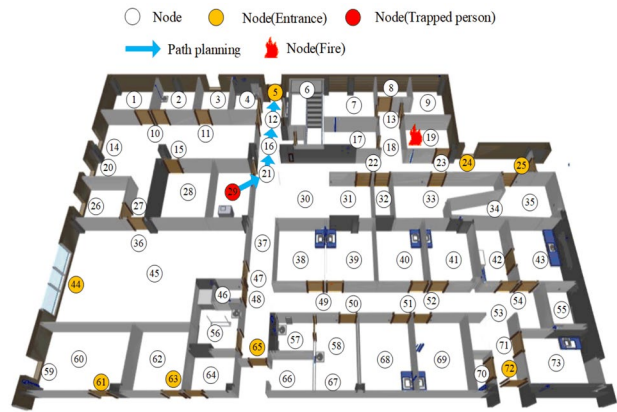 Node Node(Entrance) Node(Trapped person)
Path planning Node(Fire)
5 6 8
1 2 3 4 7 9
12 13
10 11 17 18 19
14 15 16
20 21 22 23 24 25
26 27 28 29 30 31 32 33 34 35
36 37
38 39 40 41 42 43
44 45 46 47 48
49 50 51 52 53 54 55
56 57 58
59 60 61 62 63 64 65
66 67 68 69 70 71 72 73